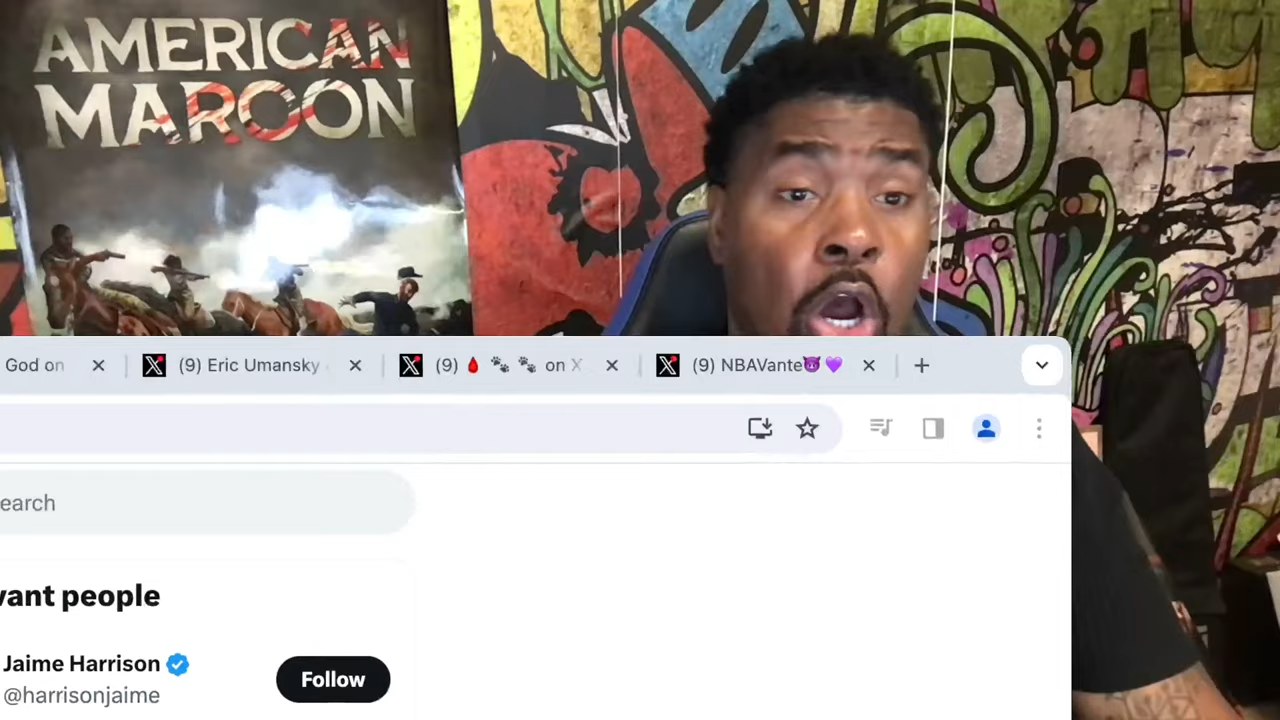 AMERICAN
MAROON
God on
(9) Eric Umansky
(9) 🩸 🐾 🐾 on X
(9) NBAVante😈💜
earch
vant people
Jaime Harrison
@harrisonjaime
Follow